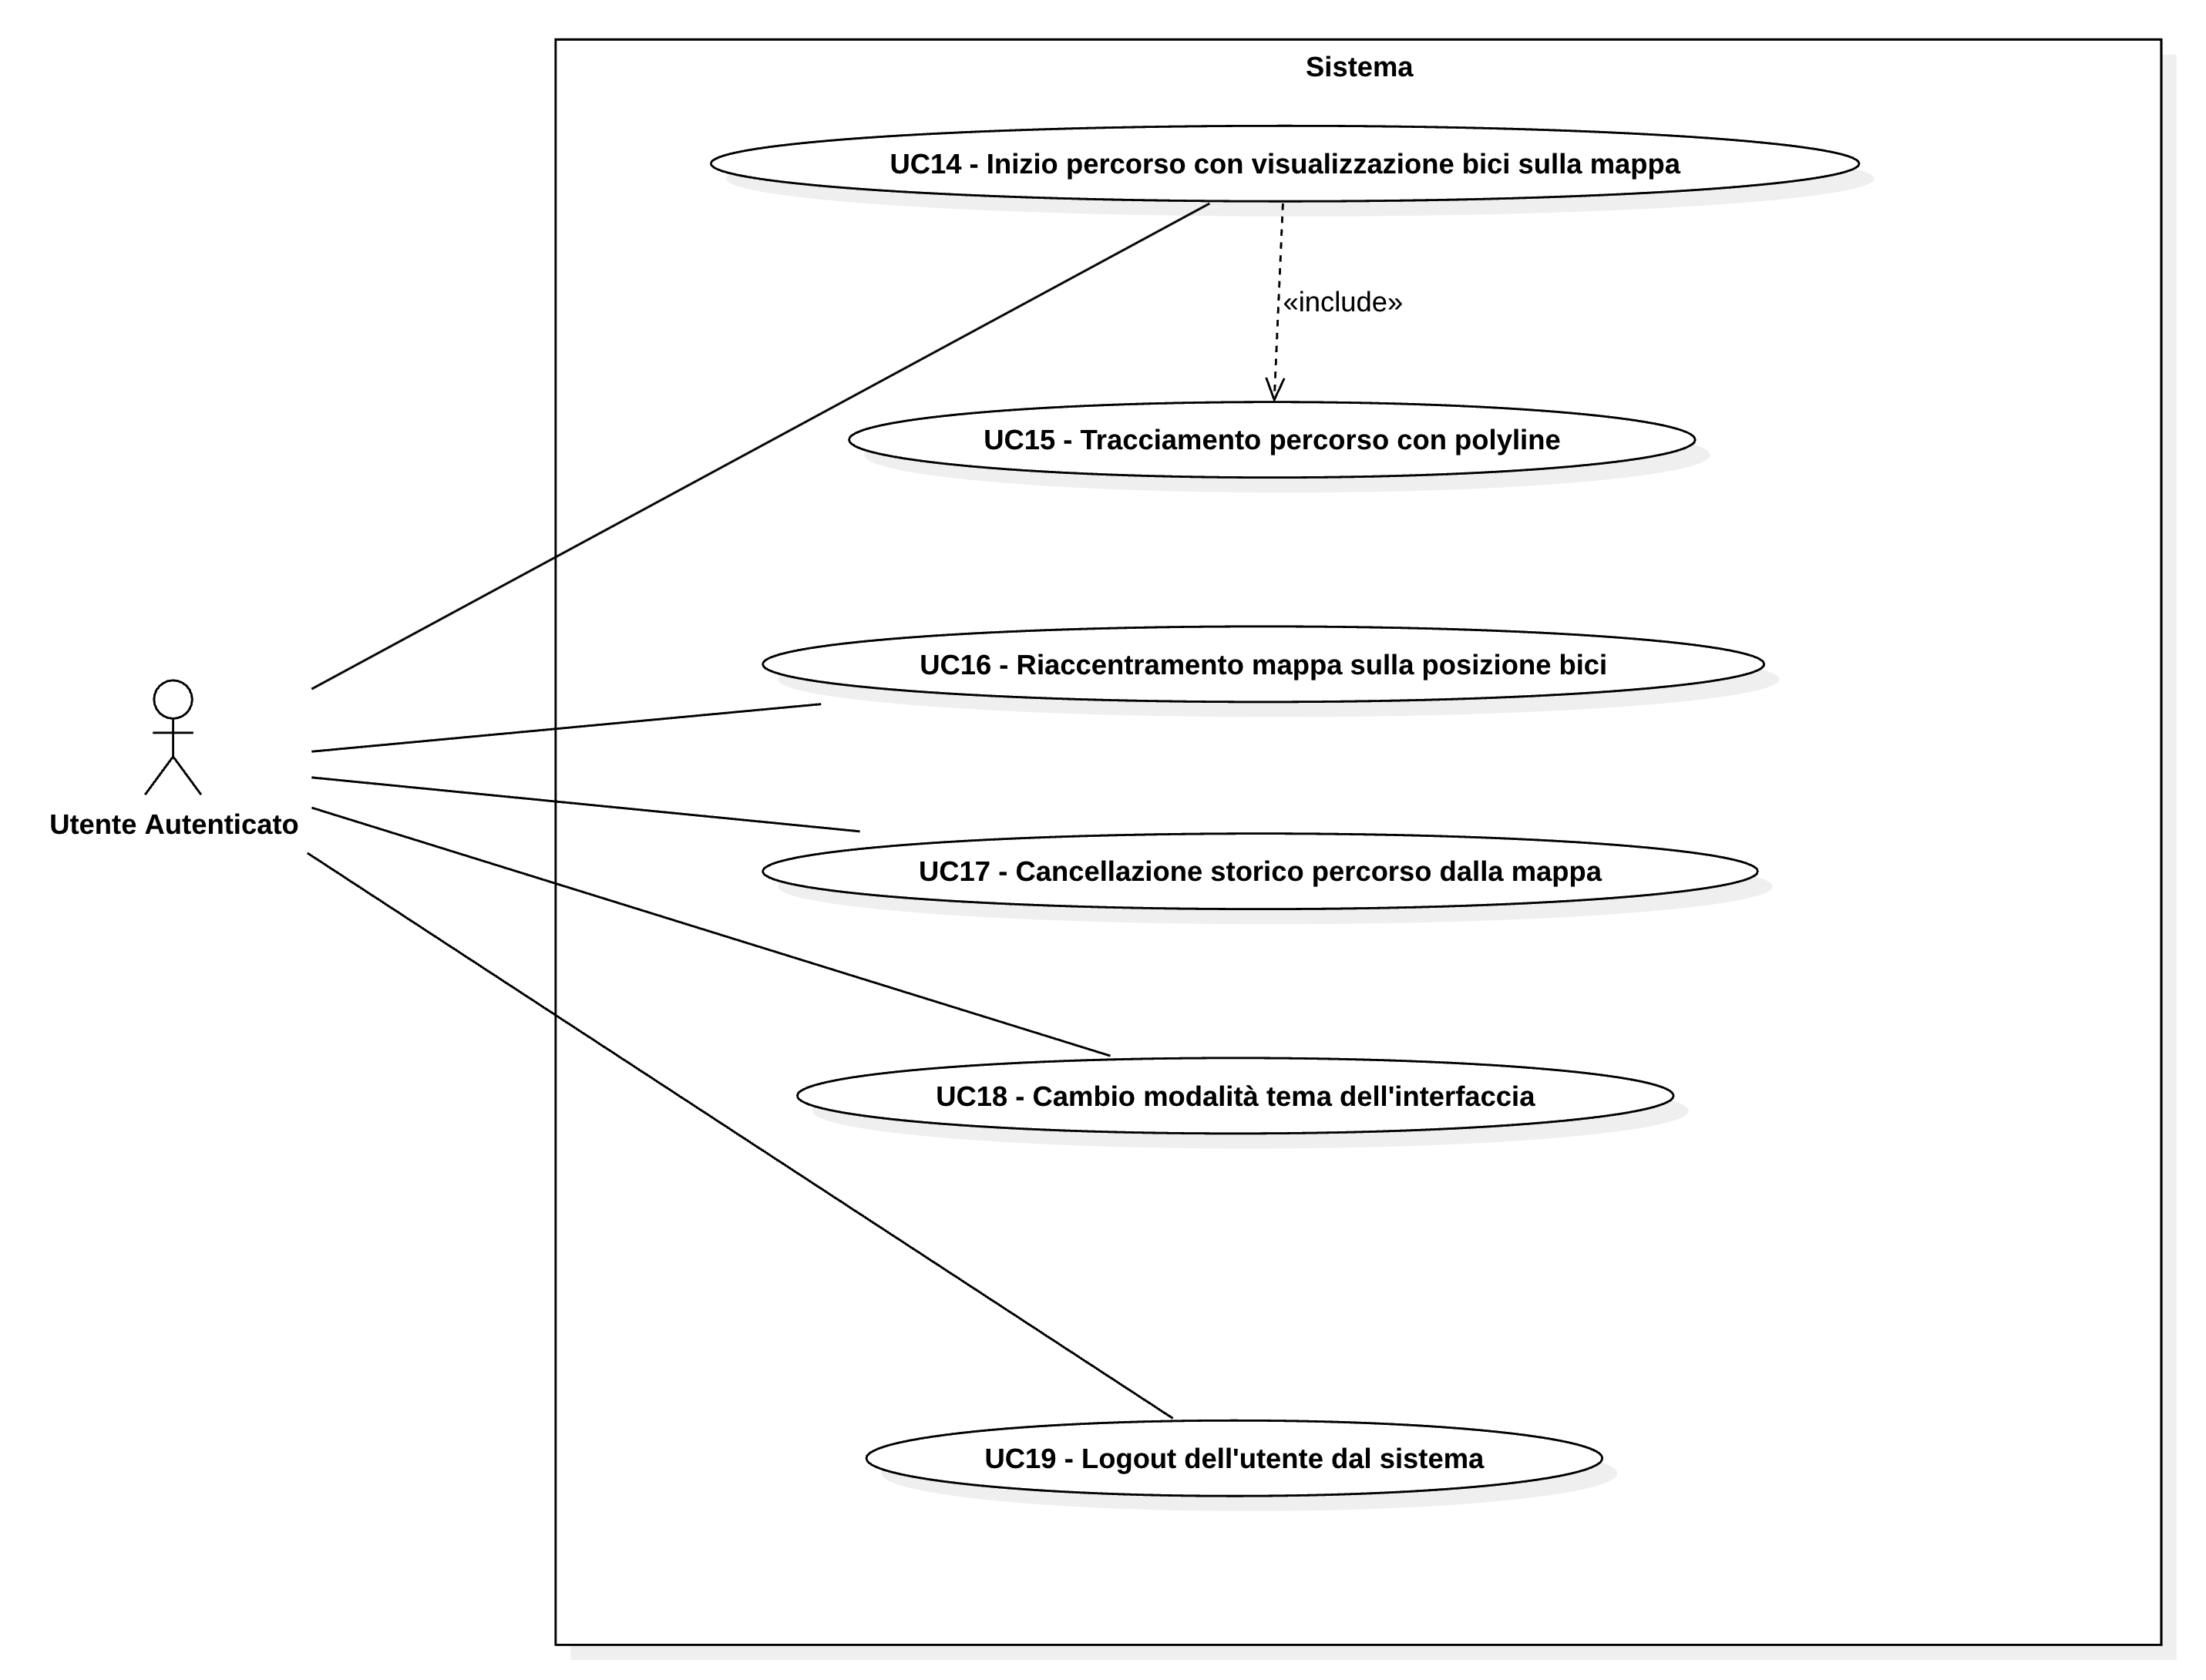 Sistema
UC14 - Inizio percorso con visualizzazione bici sulla mappa
«include»
UC15 - Tracciamento percorso con polyline
UC16 - Riaccentramento mappa sulla posizione bici
Utente Autenticato
UC17 - Cancellazione storico percorso dalla mappa
UC18 - Cambio modalità tema dell'interfaccia
UC19 - Logout dell'utente dal sistema